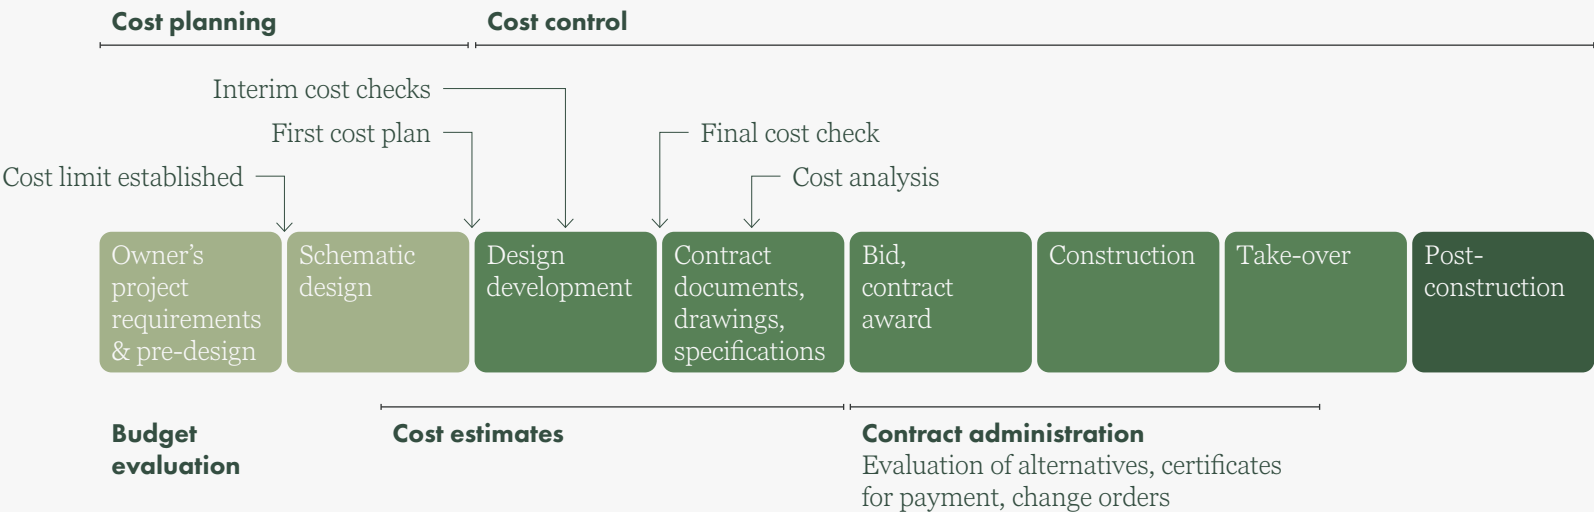 Cost planning
Cost control
Interim cost checks
First cost plan
Final cost check
Cost limit established
Cost analysis
Owner’s
project
requirements
& pre-design
Schematic
design
Design
development
Contract
documents,
drawings,
specifications
Bid,
contract
award
Construction
Take-over
Post-
construction
Budget
evaluation
Cost estimates
Contract administration
Evaluation of alternatives, certificates
for payment, change orders